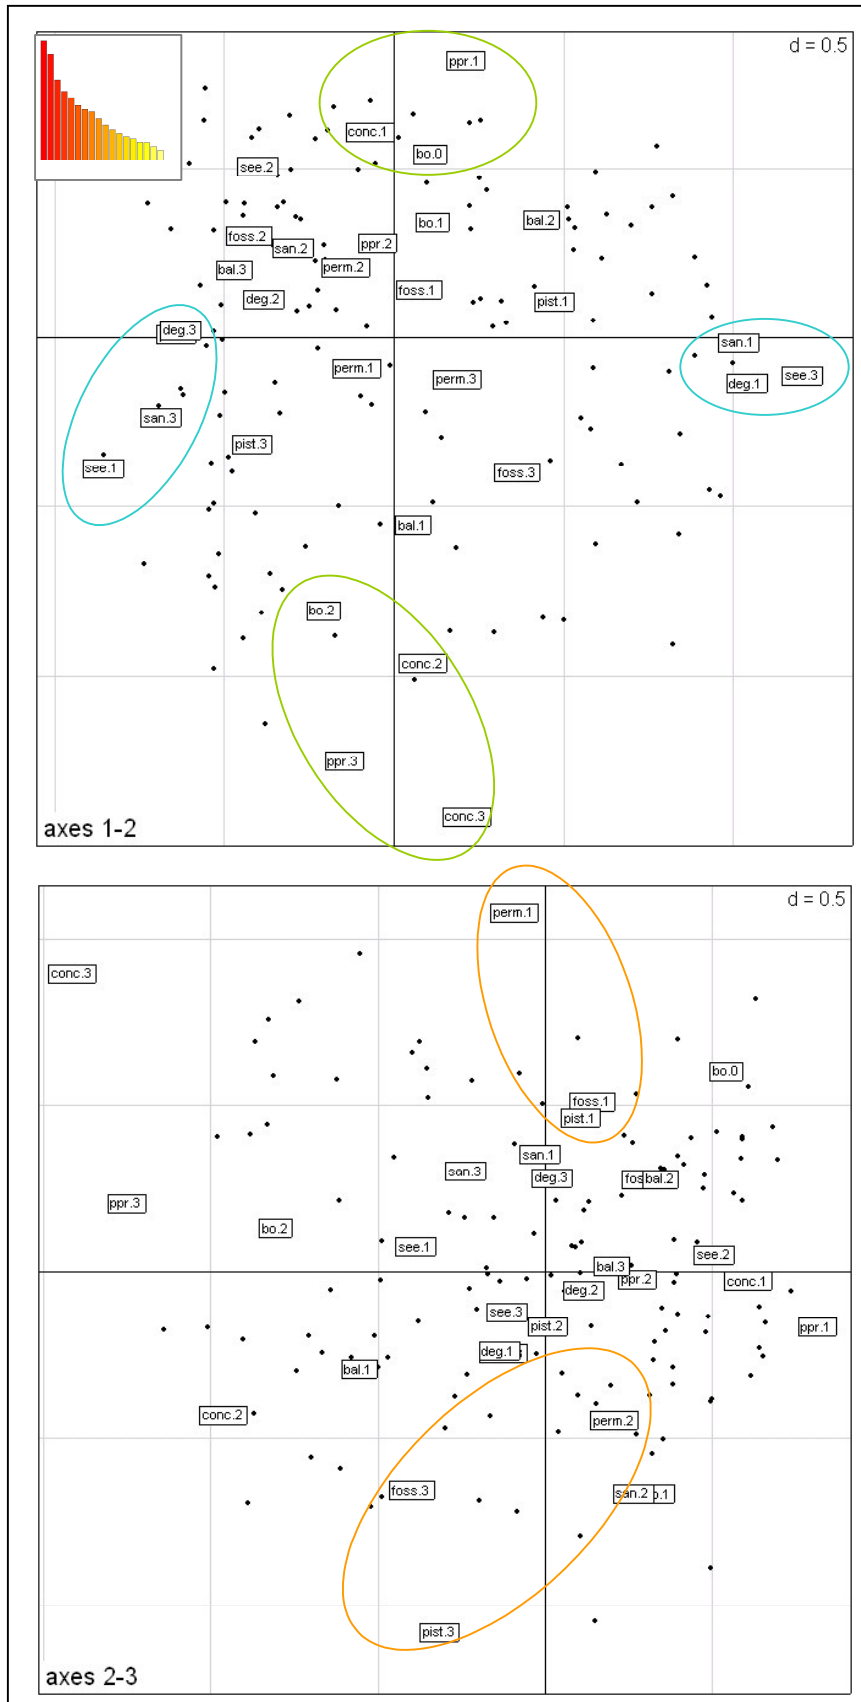 d = 0.5
ppr.1
conc.1
bo.0
see.2
bo.1
bal.2
foss.2
san.2
ppr.2
bal.3
perm.2
deg.2
foss.1
pist.1
deg.3
san.1
perm.1
perm.3
deg.1
see.3
san.3
pist.3
see.1
foss.3
bal.1
bo.2
conc.2
ppr.3
conc.3
axes 1-2
d = 0.5
perm.1
conc.3
bo.0
foss.1
pist.1
san.1
san.3
deg.3
fos
bal.2
ppr.3
bo.2
see.1
see.2
bal.3
ppr.2
conc.1
deg.2
see.3
pist.2
ppr.1
deg.1
bal.1
conc.2
perm.2
foss.3
san.2
o.1
pist.3
axes 2-3